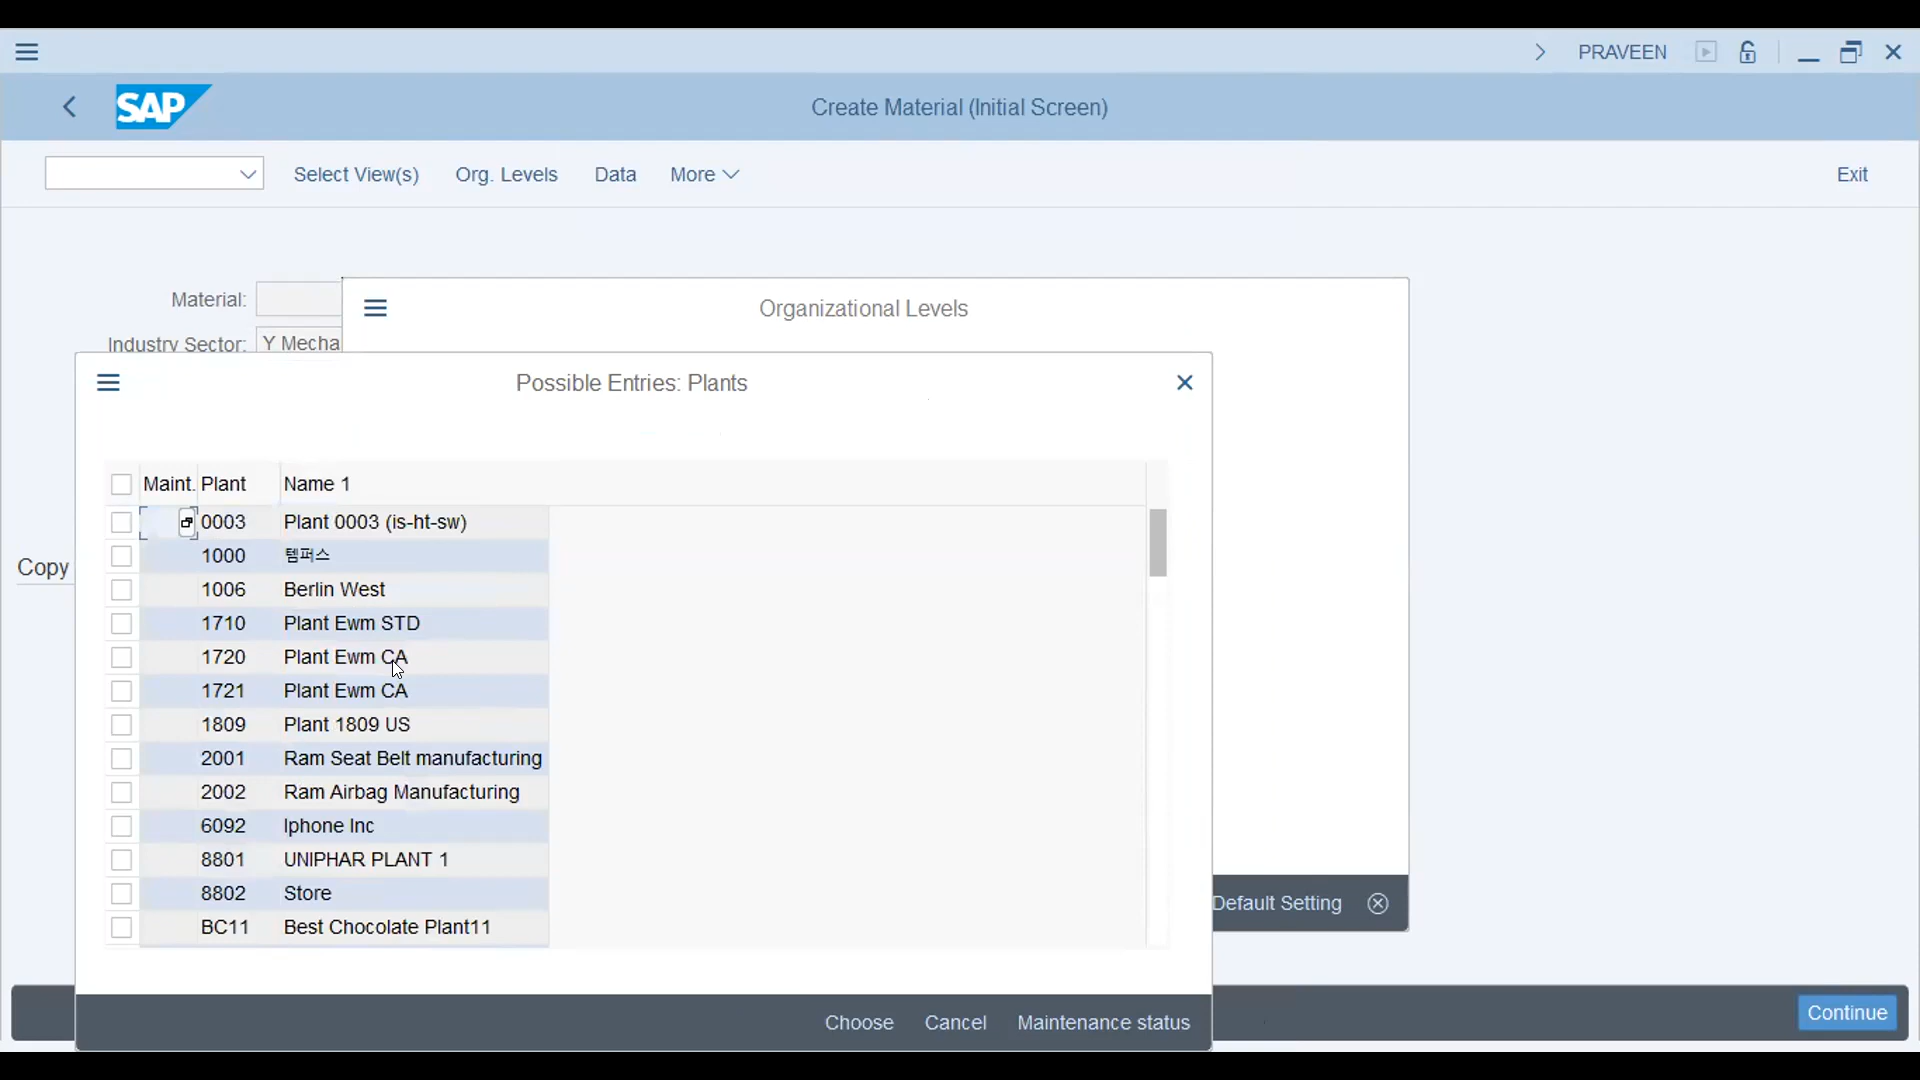 PRAVEEN
SAP
Create Material (Initial Screen)
Select View(s)
Org. Levels
Data
More
Exit
Material:
Organizational Levels
Industry Sector:
Y Mecha
Possible Entries: Plants
Maint. Plant Name 1
0003 Plant 0003 (is-ht-sw)
1000 템퍼스
1006 Berlin West
Copy
1710 Plant Ewm STD
1720 Plant Ewm CA
1721 Plant Ewm CA
1809 Plant 1809 US
2001 Ram Seat Belt manufacturing
2002 Ram Airbag Manufacturing
6092 Iphone Inc
8801 UNIPHAR PLANT 1
8802 Store
Default Setting
BC11 Best Chocolate Plant11
Choose
Cancel
Maintenance status
Continue